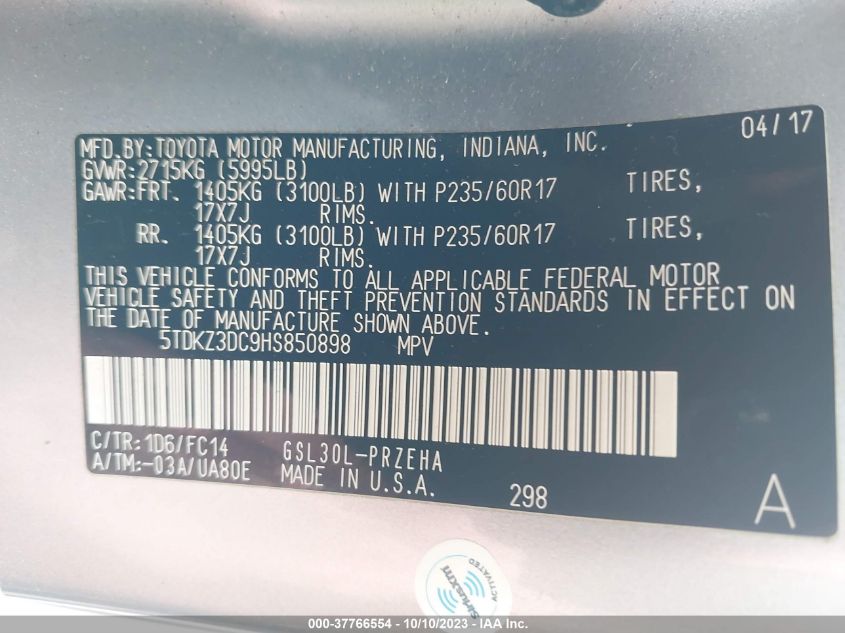 04/17
MFD.BY:TOYOTA MOTOR MANUFACTURING, INDIANA, INC.
GVWR:2715KG (5995LB)
GAWR:FRT. 1405KG (3100LB) WITH P235/60R17 TIRES,
17X7J RIMS.
RR. 1405KG (3100LB) WITH P235/60R17 TIRES,
17X7J RIMS.
THIS VEHICLE CONFORMS TO ALL APPLICABLE FEDERAL MOTOR
VEHICLE SAFETY AND THEFT PREVENTION STANDARDS IN EFFECT ON
THE DATE OF MANUFACTURE SHOWN ABOVE.
5TDKZ3DC9HS850898 MPV
C/TR:1D6/FC14 GSL30L-PRZEHA
A/TM:-03A/UA80E MADE IN U.S.A. 298 A
ACTIVATED
SiriusXM
000-37766554 - 10/10/2023 - IAA Inc.